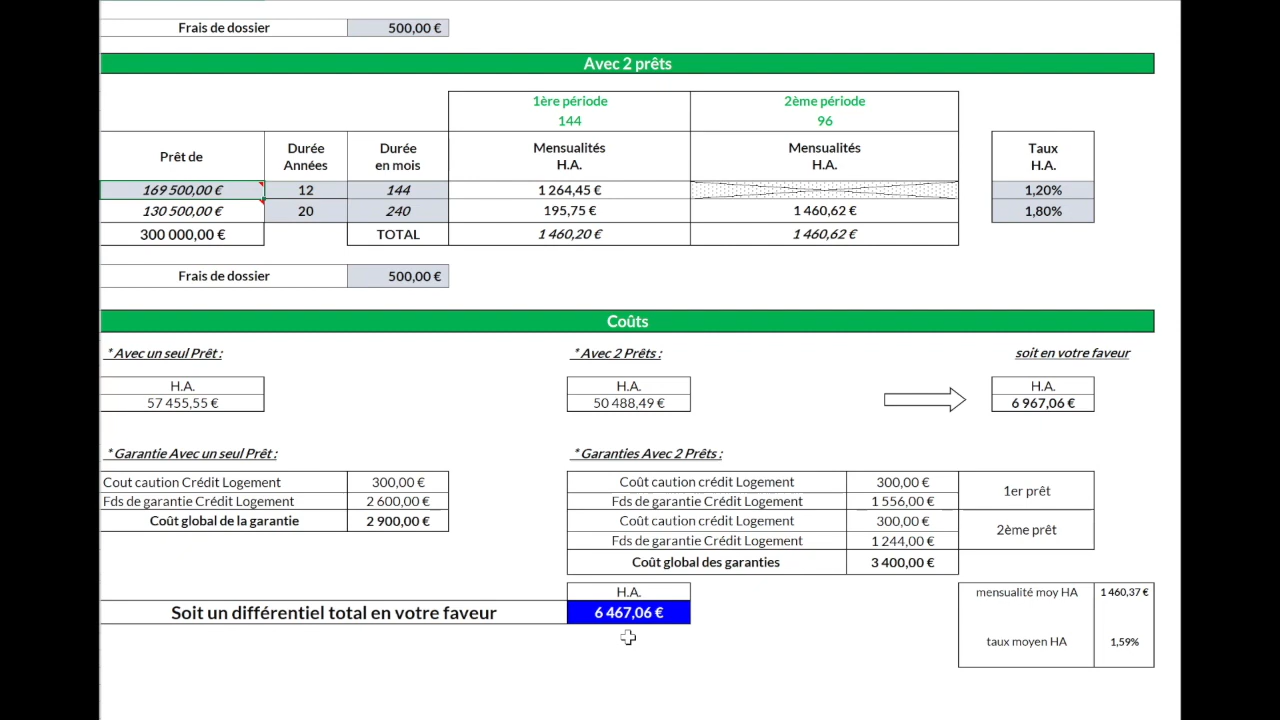 Frais de dossier 500,00 €
Avec 2 prêts
1ère période 2ème période
144 96
Prêt de Durée Années Durée en mois Mensualités H.A. Mensualités H.A. Taux H.A.
169 500,00 € 12 144 1 264,45 € 1,20%
130 500,00 € 20 240 195,75 € 1 460,62 € 1,80%
300 000,00 € TOTAL 1 460,20 € 1 460,62 €
Frais de dossier 500,00 €
Coûts
* Avec un seul Prêt : * Avec 2 Prêts : soit en votre faveur
H.A. H.A. H.A.
57 455,55 € 50 488,49 € 6 967,06 €
* Garantie Avec un seul Prêt : * Garanties Avec 2 Prêts :
Cout caution Crédit Logement 300,00 € Coût caution crédit Logement 300,00 € 1er prêt
Fds de garantie Crédit Logement 2 600,00 € Fds de garantie Crédit Logement 1 556,00 €
Coût global de la garantie 2 900,00 € Coût caution crédit Logement 300,00 € 2ème prêt
Fds de garantie Crédit Logement 1 244,00 €
Coût global des garanties 3 400,00 €
H.A. mensualité moy HA 1 460,37 €
Soit un différentiel total en votre faveur 6 467,06 €
taux moyen HA 1,59%